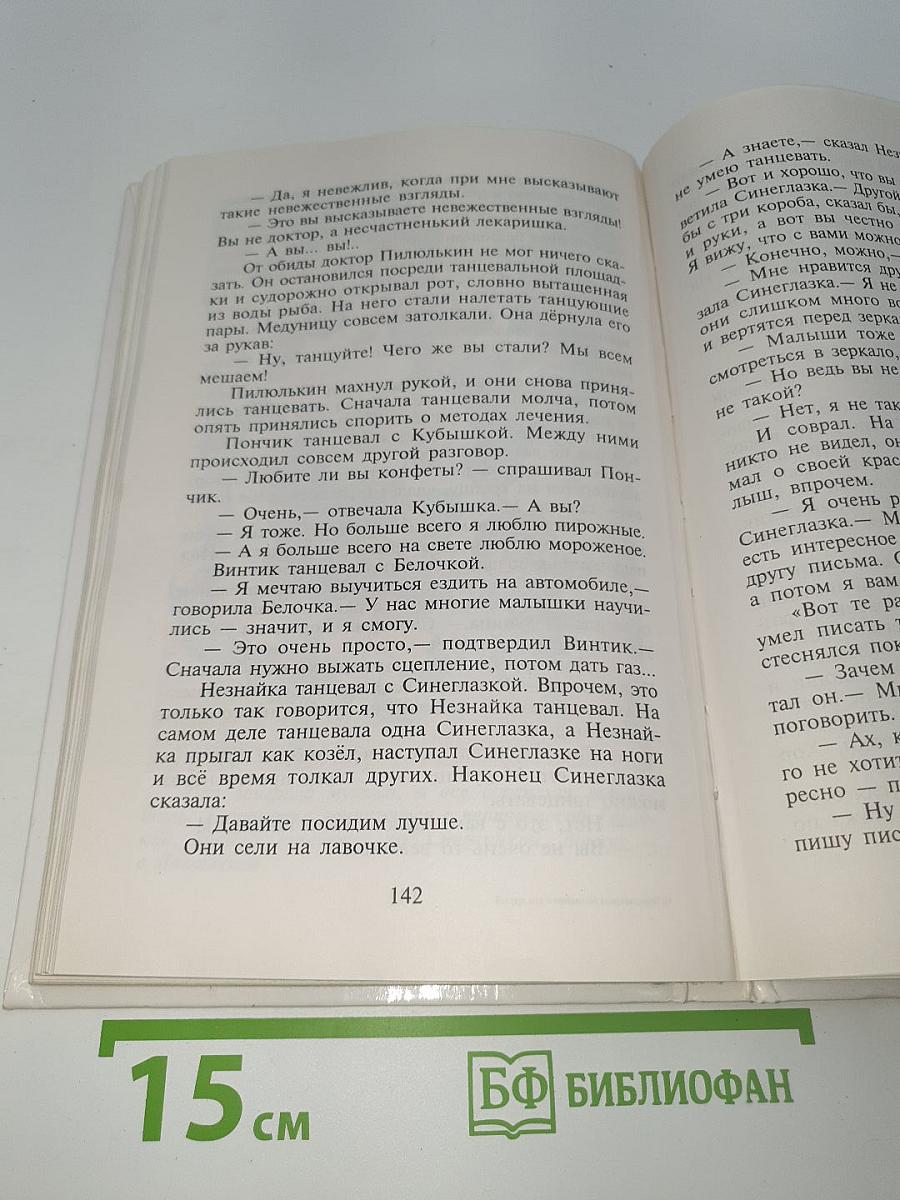 — Да, я невежлив, когда при мне высказывают
такие невежественные взгляды.
— Это вы высказываете невежественные взгляды!
Вы не доктор, а несчастненький лекаришка.
— А вы... вы!..
От обиды доктор Пилюлькин не мог ничего ска-
зать. Он остановился посреди танцевальной площад-
ки и судорожно открывал рот, словно вытащенная
из воды рыба. На него стали налетать танцующие
пары. Медуницу совсем затолкали. Она дёрнула его
за рукав:
— Ну, танцуйте! Чего же вы стали? Мы всем
мешаем!
Пилюлькин махнул рукой, и они снова приня-
лись танцевать. Сначала танцевали молча, потом
опять принялись спорить о методах лечения.
Пончик танцевал с Кубышкой. Между ними
происходил совсем другой разговор.
— Любите ли вы конфеты? — спрашивал Пон-
чик.
— Очень,— отвечала Кубышка.— А вы?
— Я тоже. Но больше всего я люблю пирожные.
— А я больше всего на свете люблю мороженое.
Винтик танцевал с Белочкой.
— Я мечтаю выучиться ездить на автомобиле,—
говорила Белочка.— У нас многие малышки научи-
лись — значит, и я смогу.
— Это очень просто,— подтвердил Винтик.—
Сначала нужно выжать сцепление, потом дать газ...
Незнайка танцевал с Синеглазкой. Впрочем, это
только так говорится, что Незнайка танцевал. На
самом деле танцевала одна Синеглазка, а Незнай-
ка прыгал как козёл, наступал Синеглазке на ноги
и всё время толкал других. Наконец Синеглазка
сказала:
— Давайте посидим лучше.
Они сели на лавочке.
142
— А знаете,— сказал Нез
не умею танцевать.
— Вот и хорошо, что вы
ветила Синеглазка.— Другой
бы с три короба, сказал бы,
и руки, а вот вы честно
Я вижу, что с вами можно
— Конечно, можно,—
— Мне нравится дру
зала Синеглазка.— Я не
они слишком много во
и вертятся перед зерка
— Малыши тоже
смотреться в зеркало,
— Но ведь вы не
не такой?
— Нет, я не так
И соврал. На
никто не видел, он
мал о своей крас
лыш, впрочем.
— Я очень р
Синеглазка.— М
есть интересное
другу письма. С
а потом я вам
«Вот те ра
умел писать т
стеснялся пок
— Зачем
тал он.— Мы
поговорить.
— Ах, к
го не хотит
ресно — п
— Ну
пишу пис
15 см
БФ БИБЛИОФАН